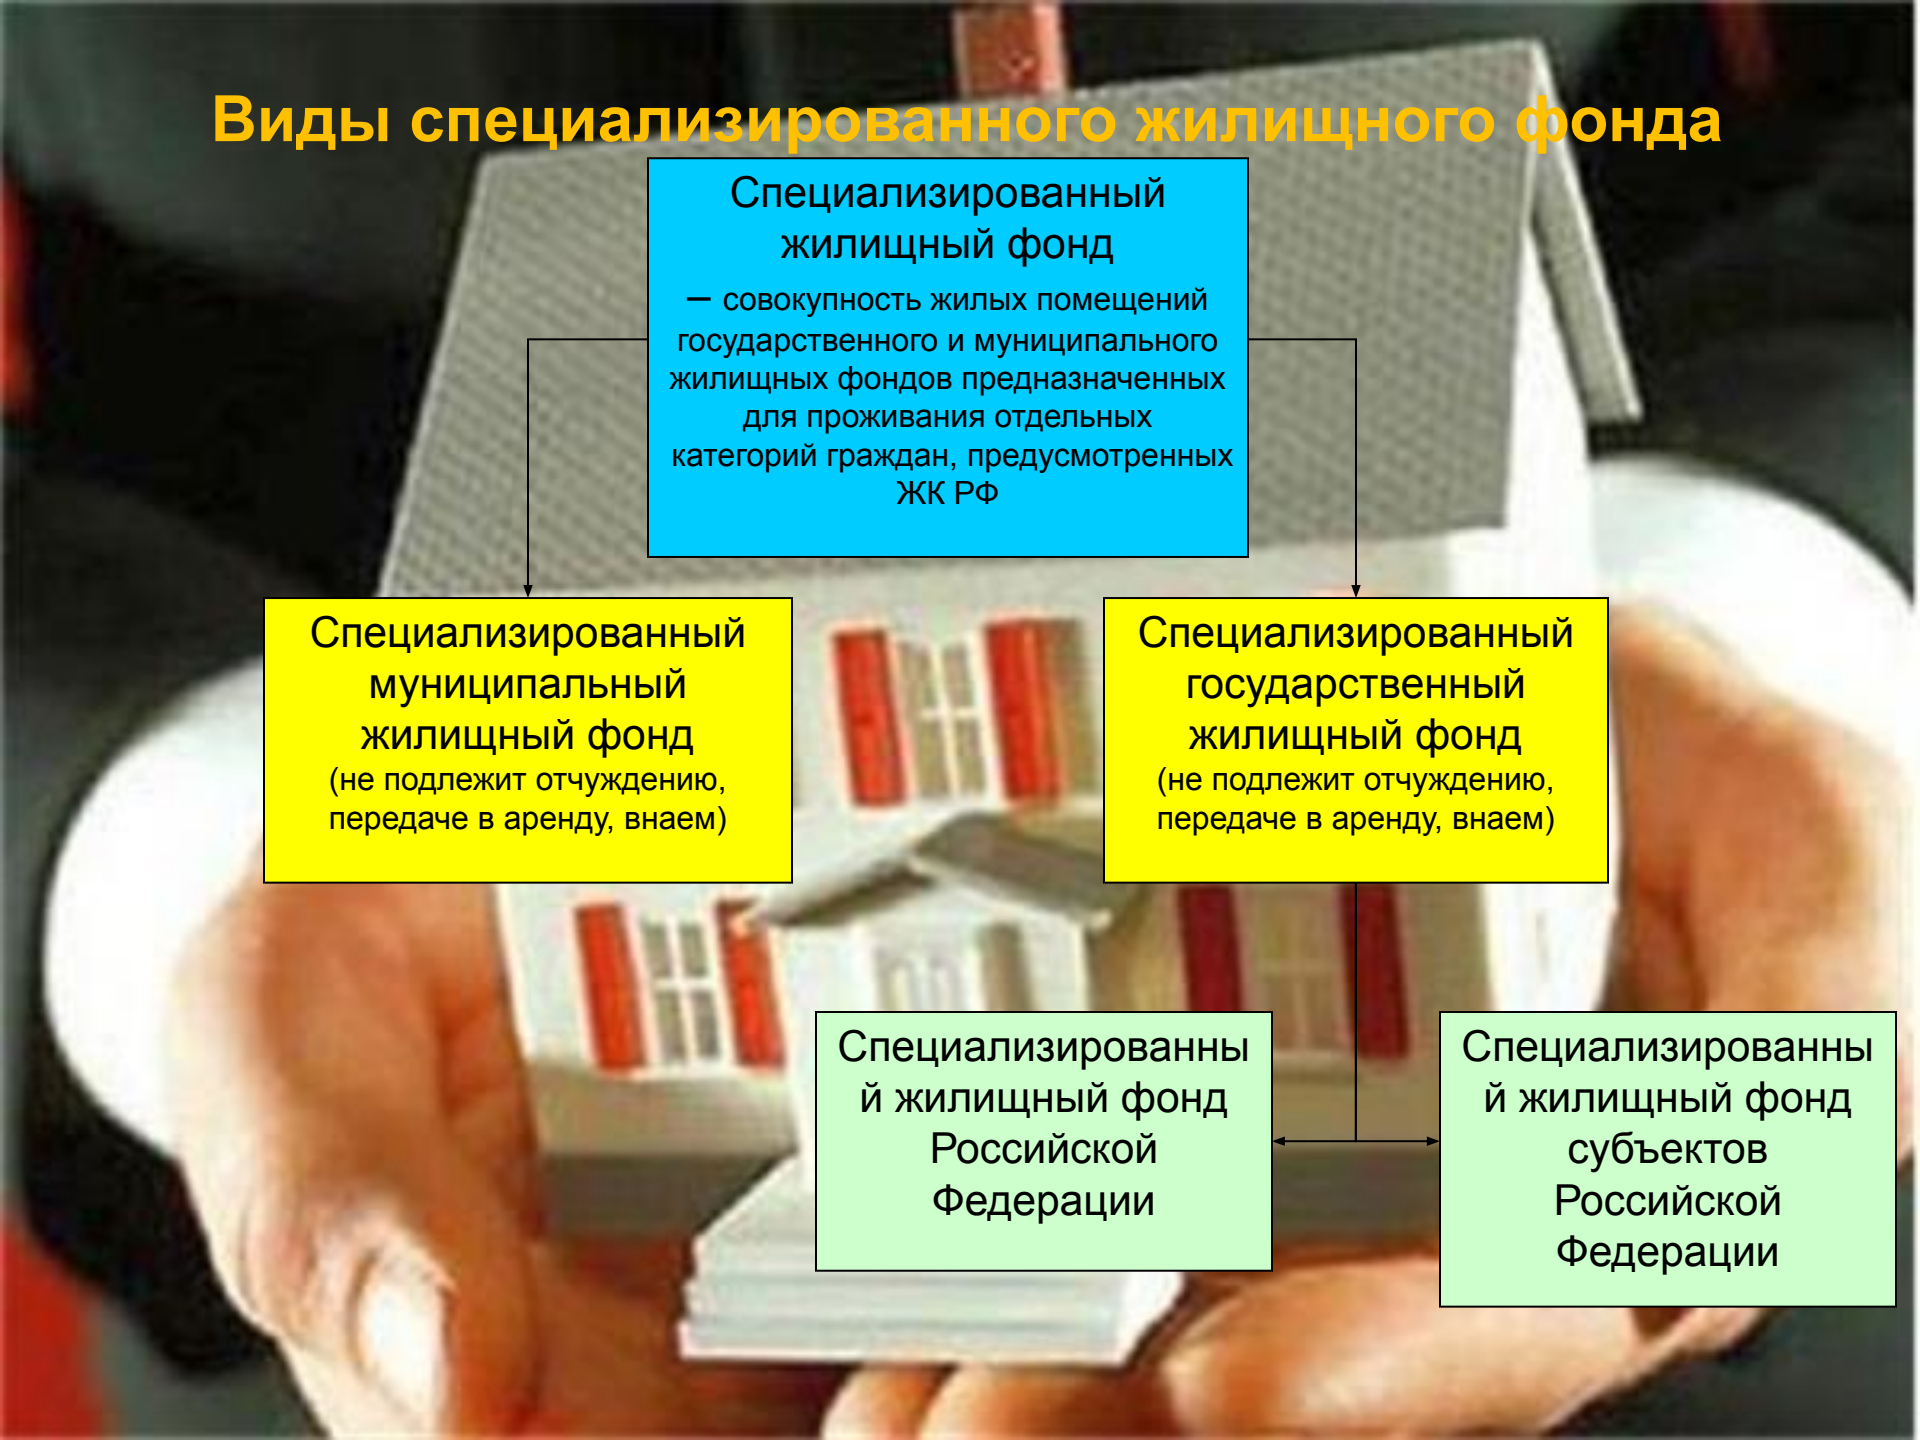 Виды специализированного жилищного фонда
Специализированный
жилищный фонд
– совокупность жилых помещений
государственного и муниципального
жилищных фондов предназначенных
для проживания отдельных
категорий граждан, предусмотренных
ЖК РФ
Специализированный
муниципальный
жилищный фонд
(не подлежит отчуждению,
передаче в аренду, внаем)
Специализированный
государственный
жилищный фонд
(не подлежит отчуждению,
передаче в аренду, внаем)
Специализированны
й жилищный фонд
Российской
Федерации
Специализированны
й жилищный фонд
субъектов
Российской
Федерации